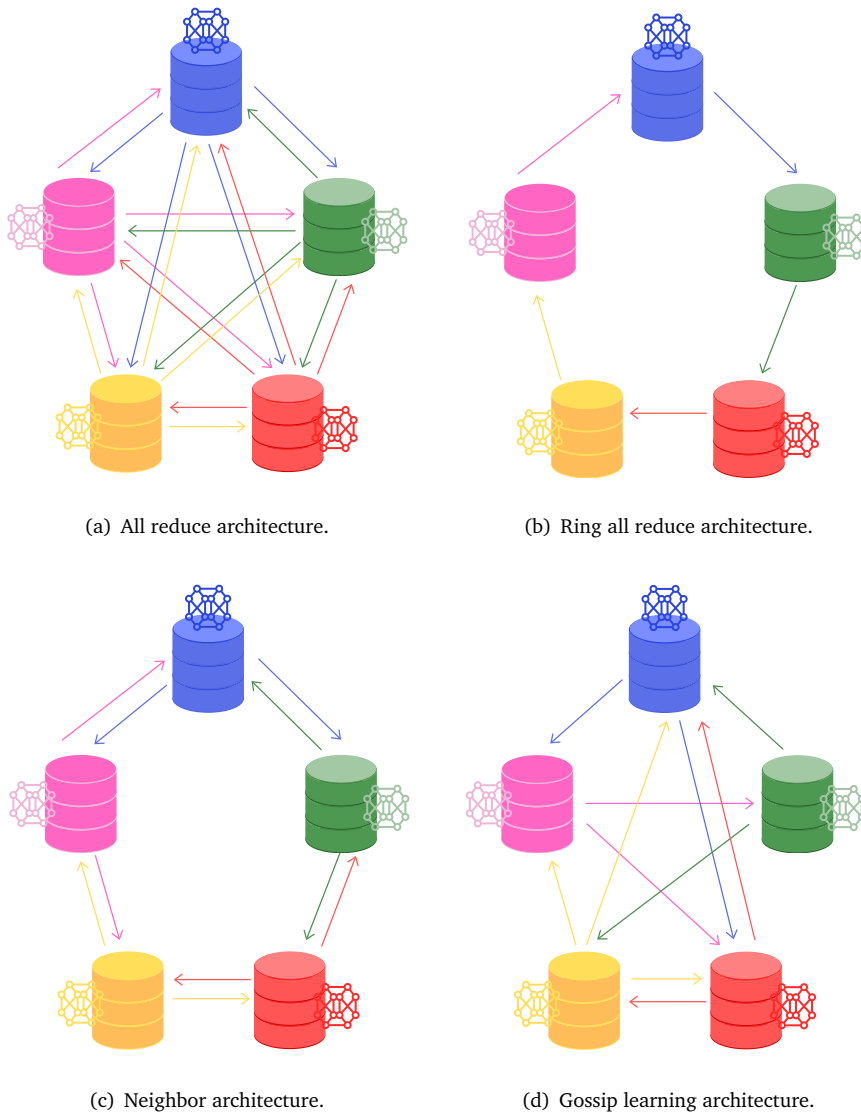 (a) All reduce architecture.
(b) Ring all reduce architecture.
(c) Neighbor architecture.
(d) Gossip learning architecture.